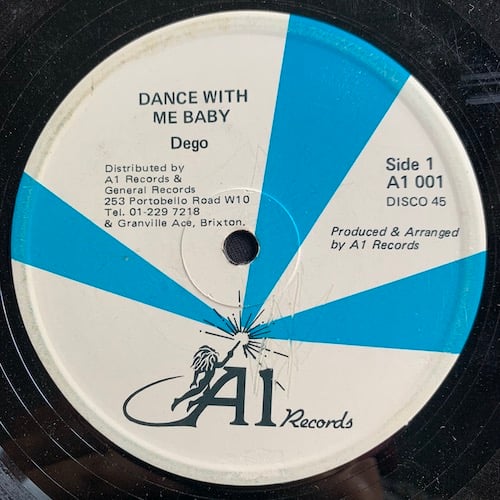 DANCE WITH
ME BABY
Dego
Distributed by
A1 Records &
General Records
253 Portobello Road W10
Tel. 01-229 7218
& Granville Ace, Brixton.
Side 1
A1 001
DISCO 45
Produced & Arranged
by A1 Records
A1 Records